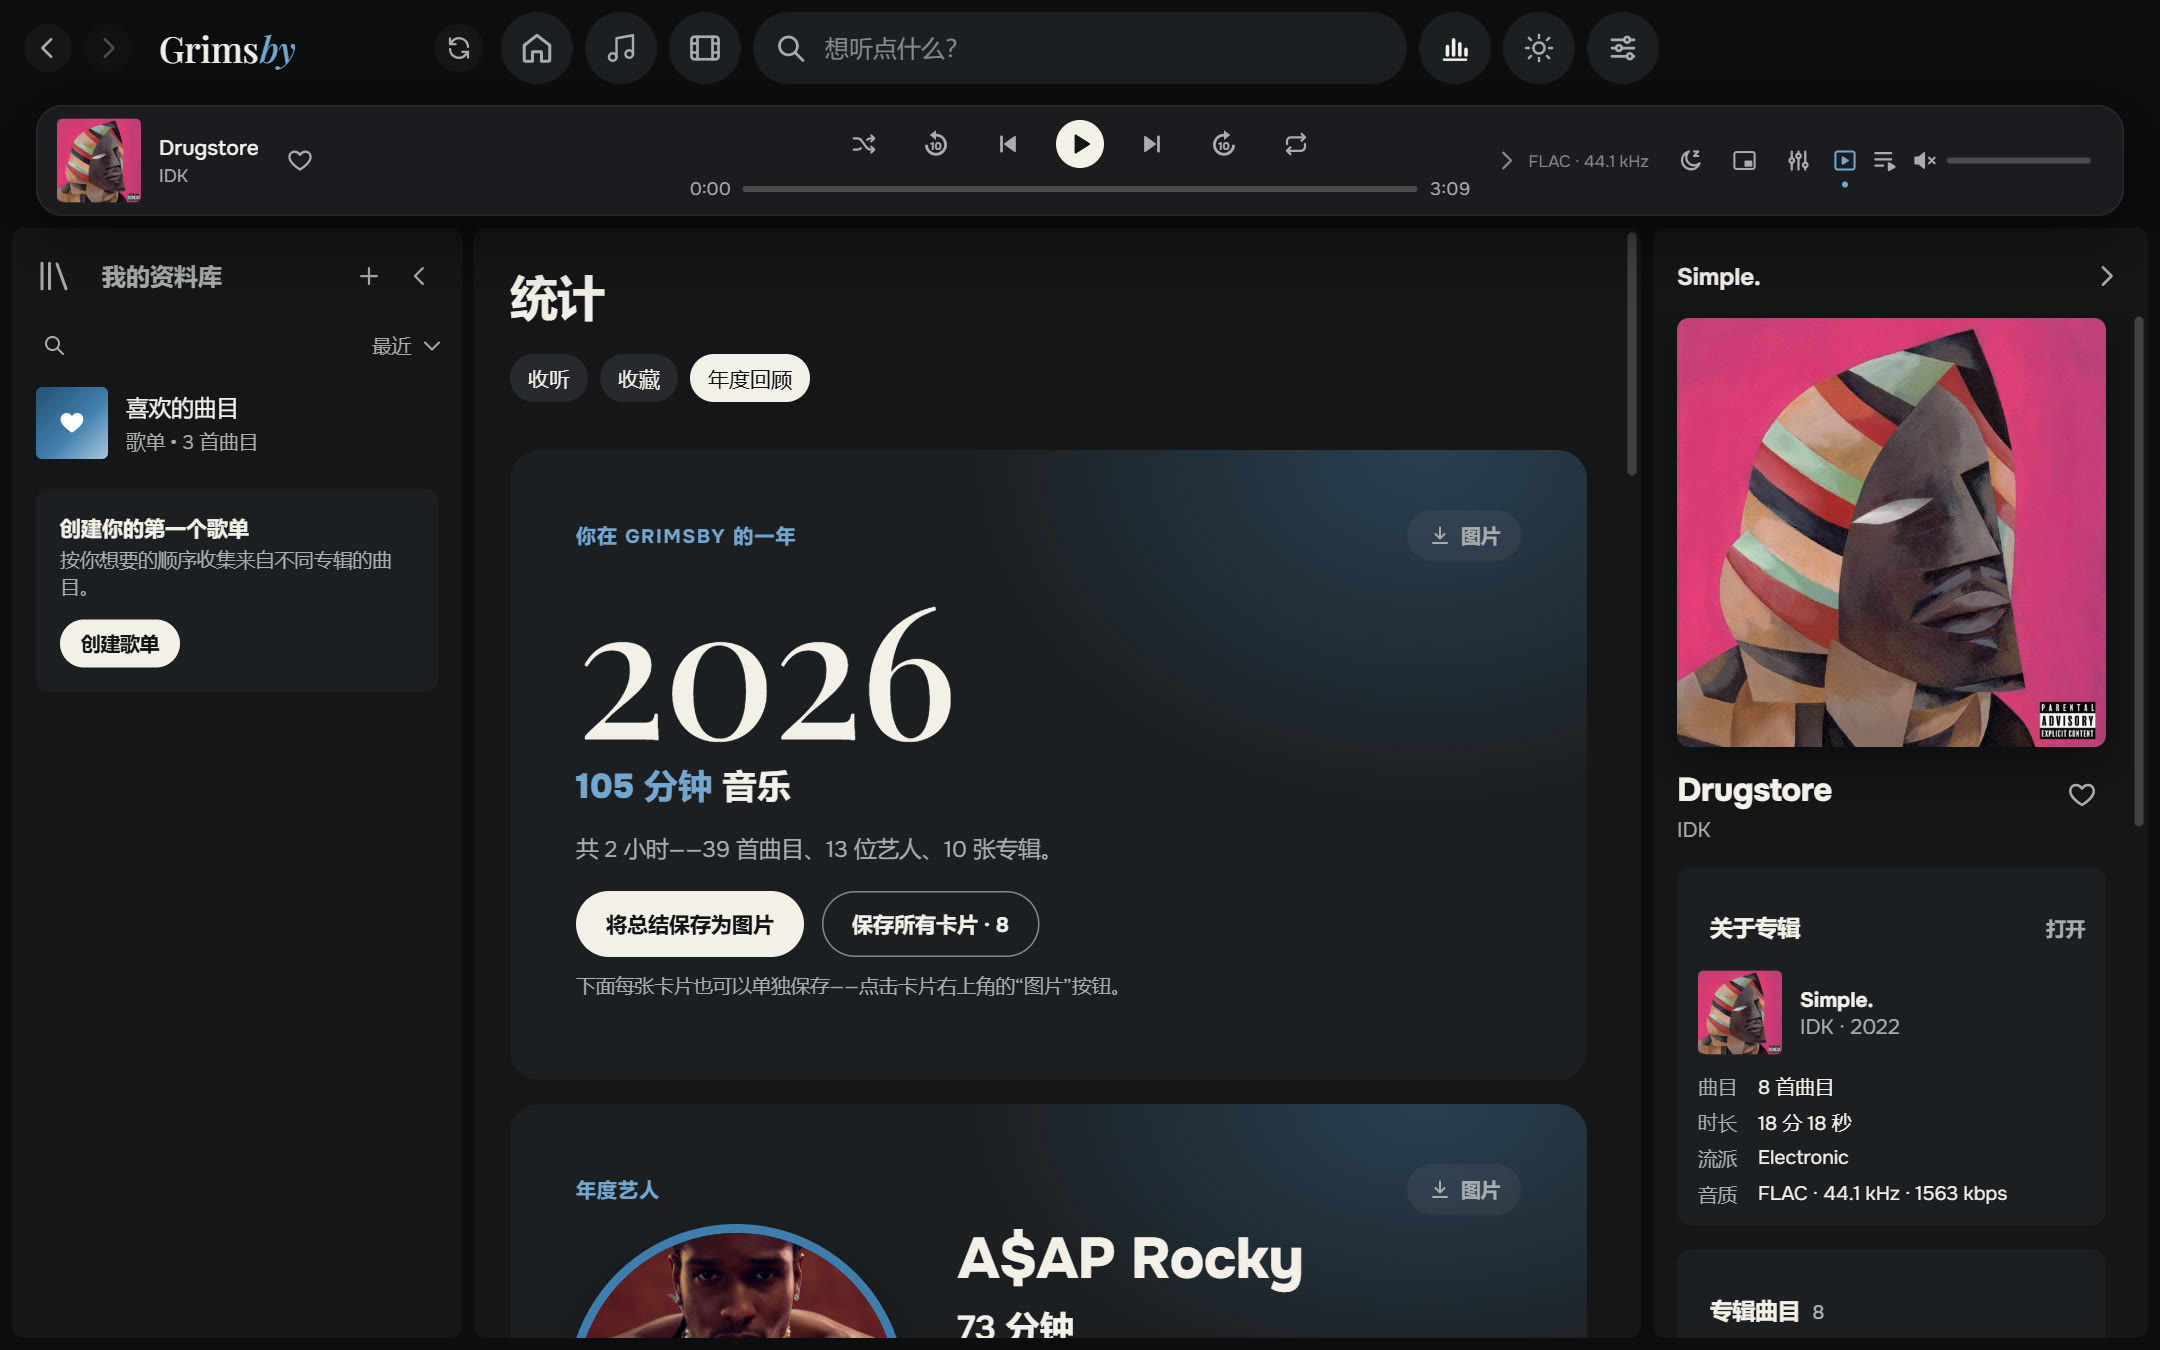 Grimsby
想听点什么？
Drugstore
IDK
10
10
0:00
3:09
FLAC · 44.1 kHz
我的资料库
最近
喜欢的曲目
歌单 • 3 首曲目
创建你的第一个歌单
按你想要的顺序收集来自不同专辑的曲
目。
创建歌单
统计
收听
收藏
年度回顾
你在 GRIMSBY 的一年
图片
2026
105 分钟 音乐
共 2 小时——39 首曲目、13 位艺人、10 张专辑。
将总结保存为图片
保存所有卡片 · 8
下面每张卡片也可以单独保存——点击卡片右上角的“图片”按钮。
年度艺人
图片
A$AP Rocky
73 分钟
Simple.
PARENTAL
ADVISORY
EXPLICIT CONTENT
Drugstore
IDK
关于专辑
打开
Simple.
IDK · 2022
曲目 8 首曲目
时长 18 分 18 秒
流派 Electronic
音质 FLAC · 44.1 kHz · 1563 kbps
专辑曲目 8